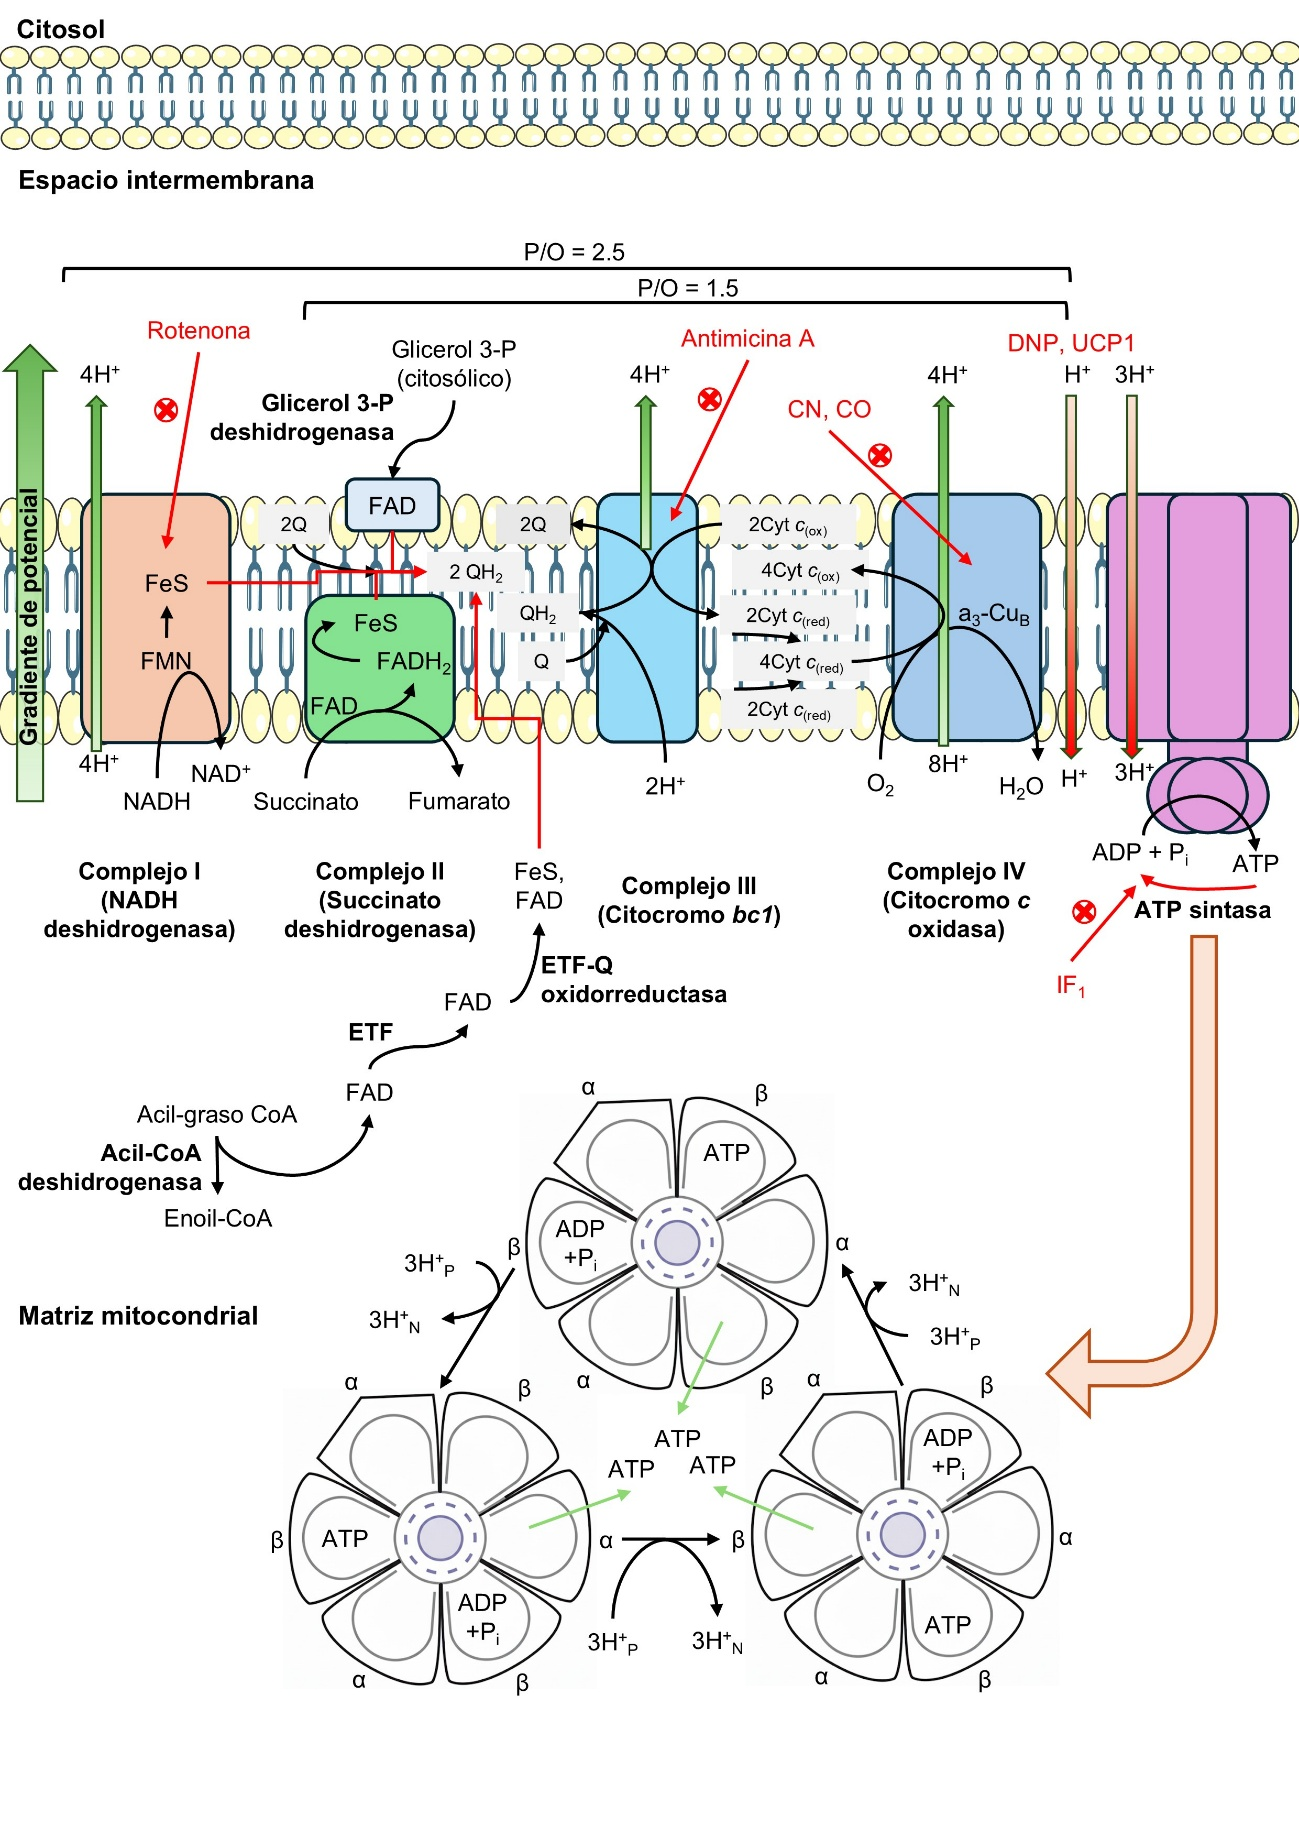 Citosol
Espacio intermembrana
P/O = 2.5
P/O = 1.5
Rotenona
Glicerol 3-P
(citosólico)
Antimicina A
DNP, UCP1
4H⁺
Glicerol 3-P
deshidrogenasa
4H⁺
CN, CO
4H⁺
H⁺
3H⁺
Gradiente de potencial
FAD
2Q
2Q
2Cyt c(ox)
FeS
2 QH₂
4Cyt c(ox)
FeS
QH₂
2Cyt c(red)
a₃-CuB
FMN
FADH₂
Q
4Cyt c(red)
FAD
2Cyt c(red)
4H⁺
NAD⁺
NADH
Succinato
Fumarato
2H⁺
O₂
8H⁺
H₂O
H⁺
3H⁺
ADP + Pi
ATP
Complejo I
(NADH
deshidrogenasa)
Complejo II
(Succinato
deshidrogenasa)
FeS,
FAD
Complejo III
(Citocromo bc1)
Complejo IV
(Citocromo c
oxidasa)
ATP sintasa
IF₁
ETF-Q
oxidorreductasa
FAD
ETF
FAD
Acil-graso CoA
Acil-CoA
deshidrogenasa
Enoil-CoA
α
β
ATP
ADP
+Pi
β
α
α
β
3H⁺P
3H⁺N
3H⁺N
3H⁺P
Matriz mitocondrial
ATP
ATP
ATP
α
β
β
ATP
α
ADP
+Pi
α
β
3H⁺P
3H⁺N
α
β
ADP
+Pi
β
α
ATP
α
β